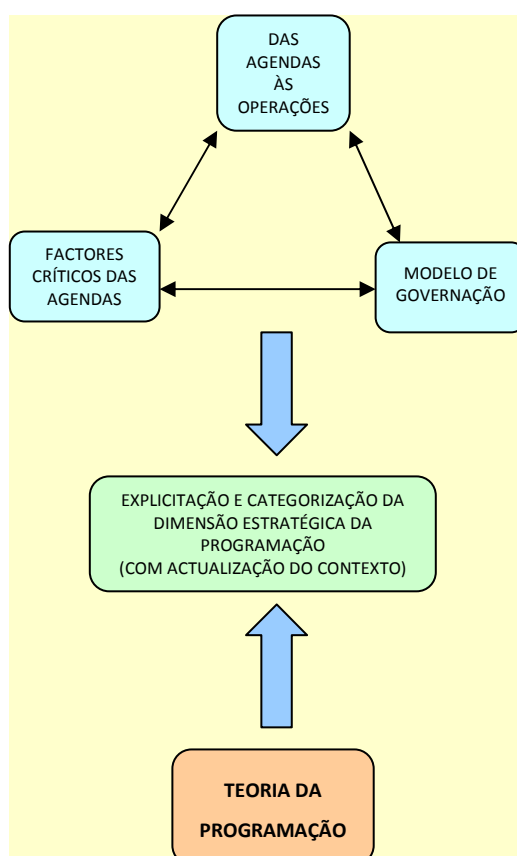 DAS
AGENDAS
ÀS
OPERAÇÕES
FACTORES
CRÍTICOS DAS
AGENDAS
MODELO DE
GOVERNAÇÃO
EXPLICITAÇÃO E CATEGORIZAÇÃO DA
DIMENSÃO ESTRATÉGICA DA
PROGRAMAÇÃO
(COM ACTUALIZAÇÃO DO CONTEXTO)
TEORIA DA
PROGRAMAÇÃO